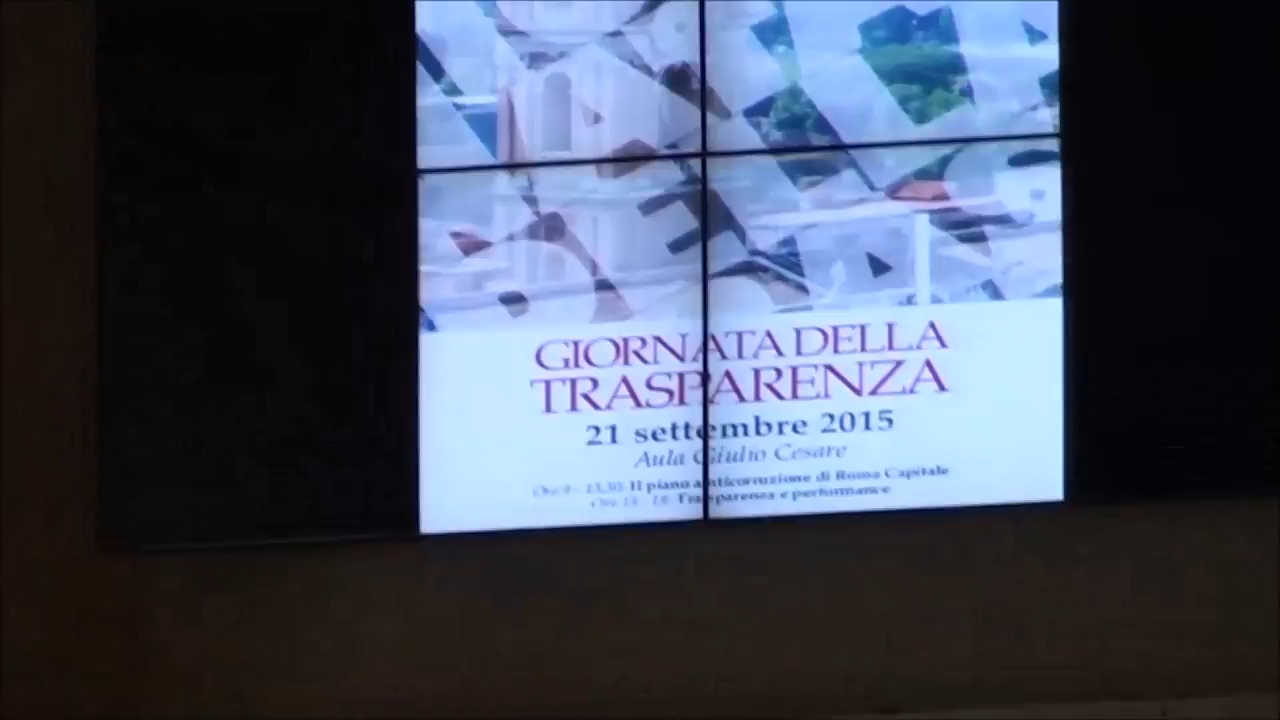 GIORNATA DELLA
TRASPARENZA
21 settembre 2015
Aula Giulio Cesare
Il piano anticorruzione di Roma Capitale
Trasparenza e performance